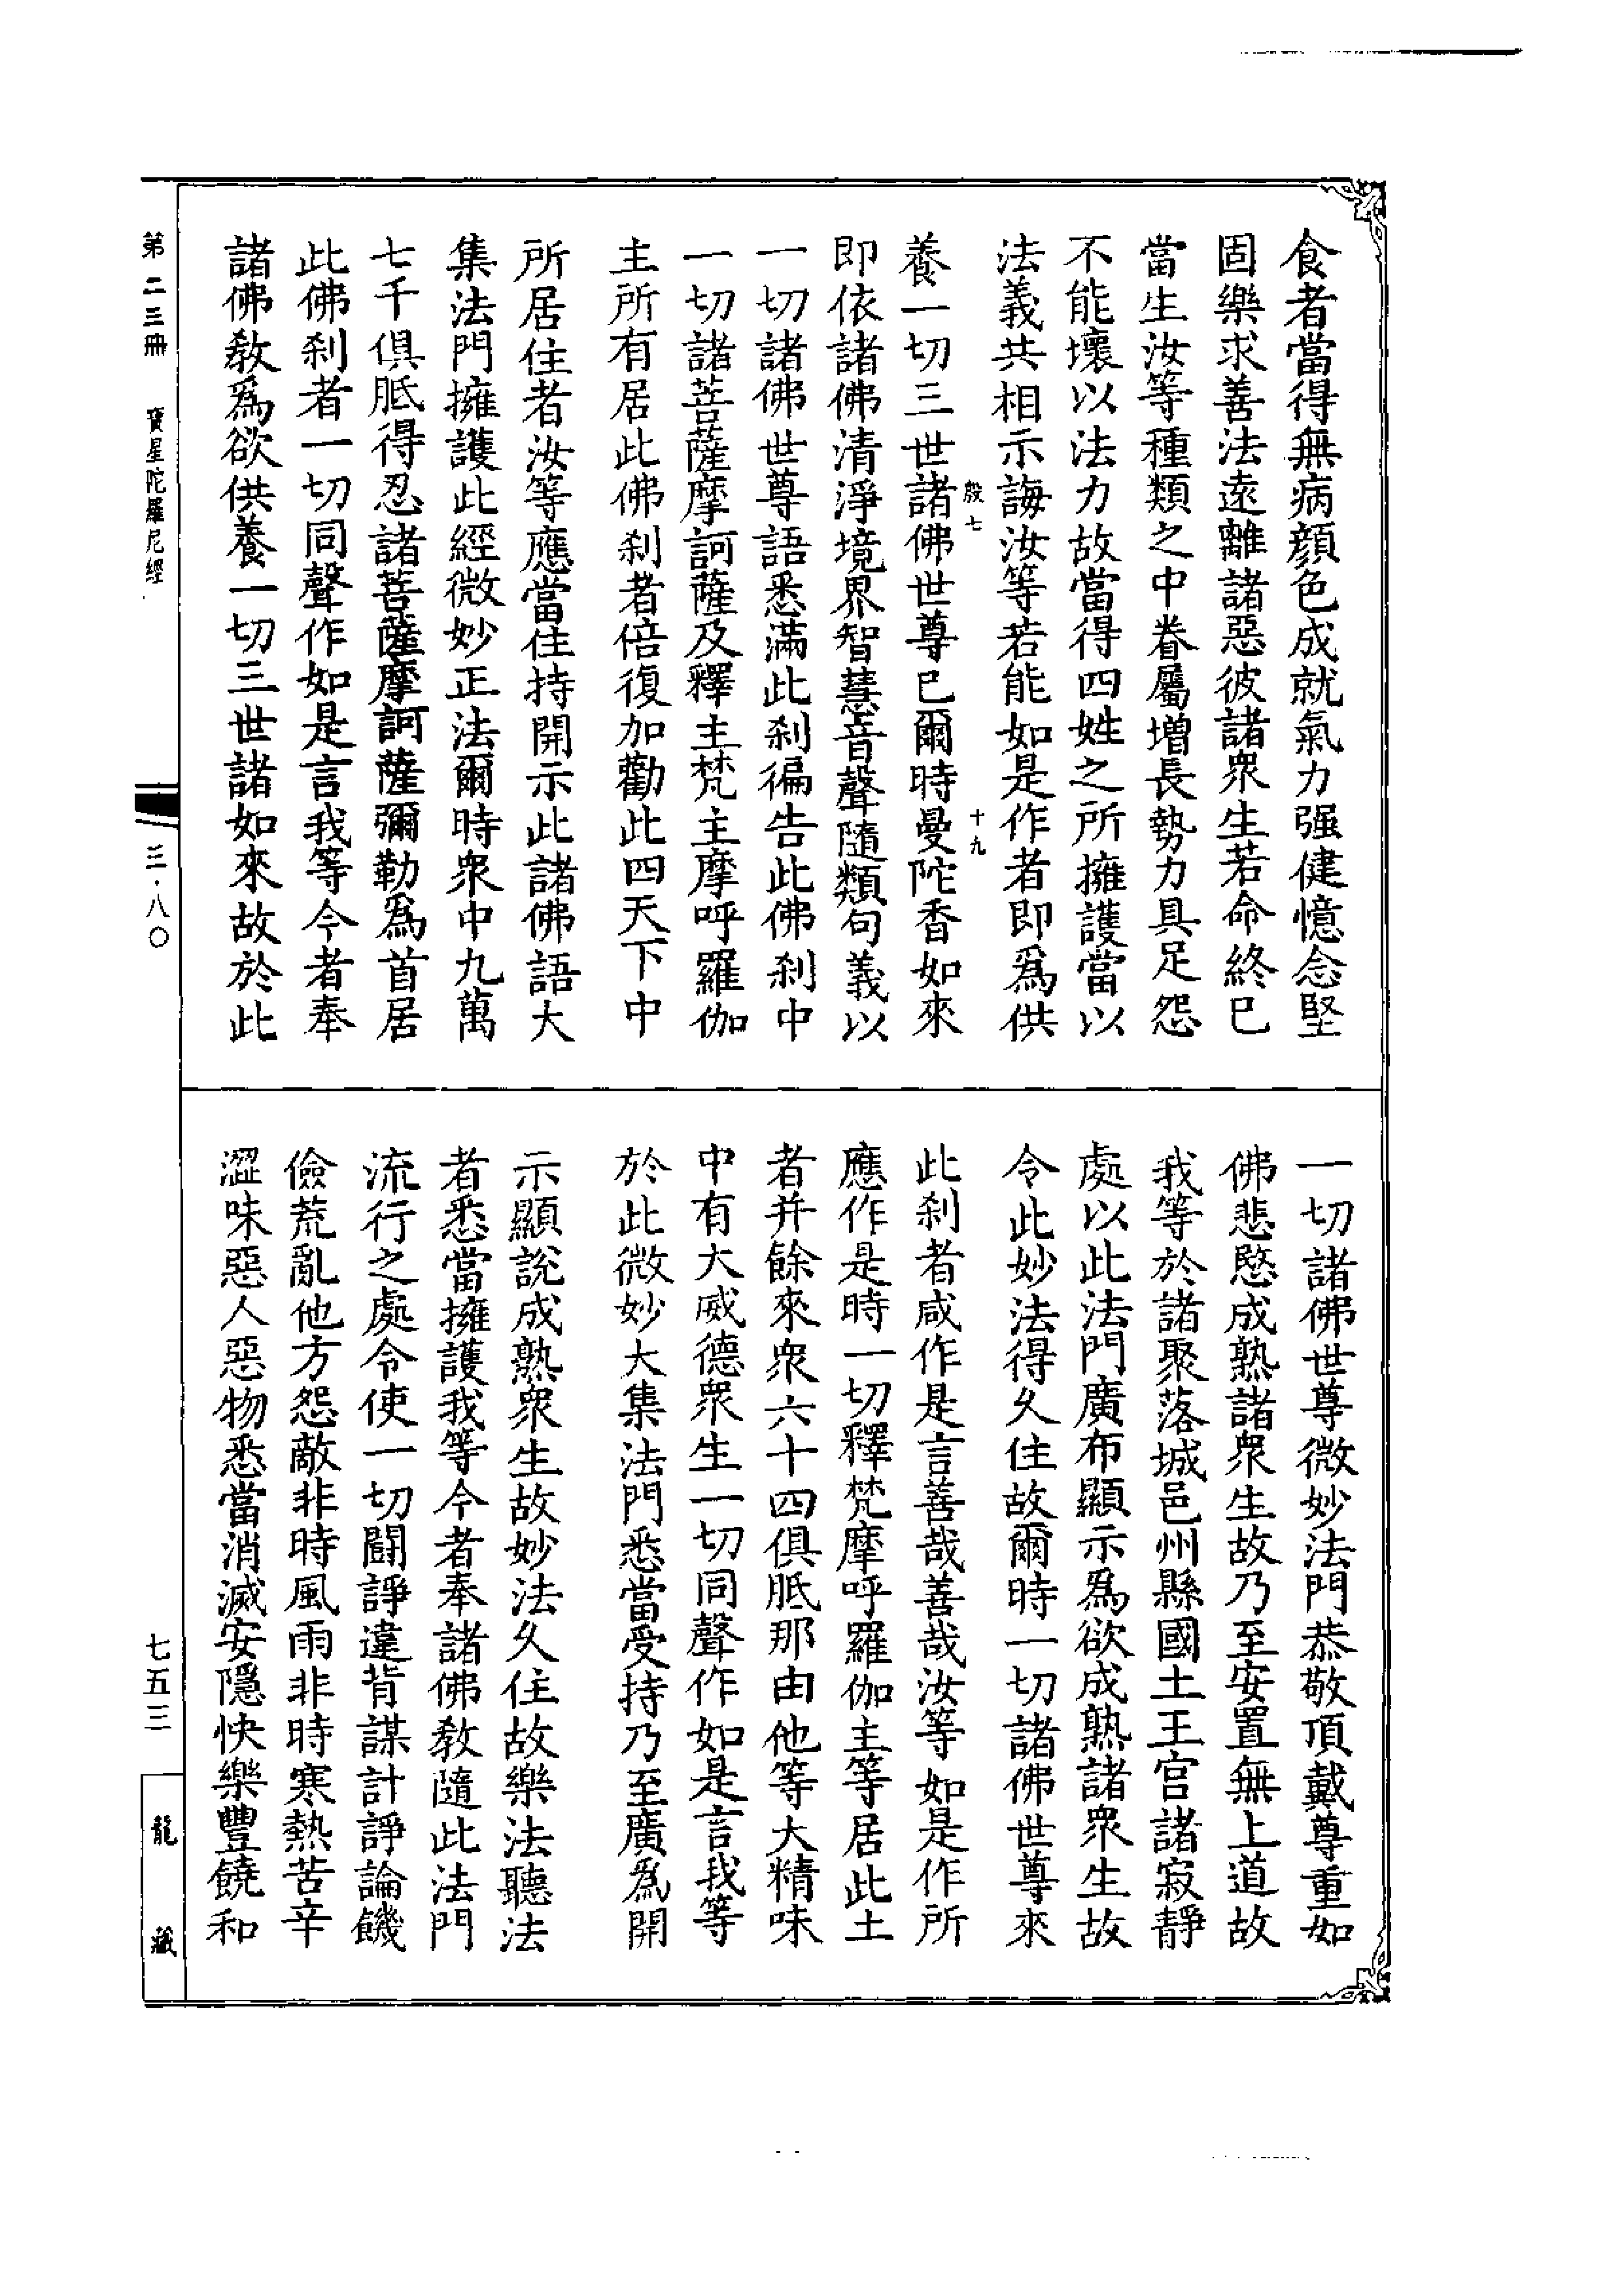 食者當得無病顏色成就氣力强健憶念堅
固樂求善法遠離諸惡彼諸衆生若命終已
當生汝等種類之中眷屬增長勢力具足怨
不能壞以法力故當得四姓之所擁護當以
法義共相示誨汝等若能如是作者即爲供
殷七
十九
養一切三世諸佛世尊已爾時曼陀香如來
即依諸佛清淨境界智慧音聲隨類句義以
一切諸佛世尊語悉滿此刹徧告此佛刹中
一切諸菩薩摩訶薩及釋主梵主摩呼羅伽
主所有居此佛刹者倍復加勸此四天下中
所居住者汝等應當住持開示此諸佛語大
集法門擁護此經微妙正法爾時衆中九萬
七千俱胝得忍諸菩薩摩訶薩彌勒爲首居
此佛刹者一切同聲作如是言我等今者奉
諸佛教爲欲供養一切三世諸如來故於此
一切諸佛世尊微妙法門恭敬頂戴尊重如
佛悲愍成熟諸衆生故乃至安置無上道故
我等於諸聚落城邑州縣國土王宮諸寂靜
處以此法門廣布顯示爲欲成熟諸衆生故
令此妙法得久住故爾時一切諸佛世尊來
此刹者咸作是言善哉善哉汝等如是作所
應作是時一切釋梵摩呼羅伽主等居此土
者并餘來衆六十四俱胝那由他等大精味
中有大威德衆生一切同聲作如是言我等
於此微妙大集法門悉當受持乃至廣爲開
示顯說成熟衆生故妙法久住故樂法聽法
者悉當擁護我等今者奉諸佛教隨此法門
流行之處令使一切鬪諍違背謀計諍論饑
儉荒亂他方怨敵非時風雨非時寒熱苦辛
澀味惡人惡物悉當消滅安隱快樂豐饒和
第二三冊 寶星陀羅尼經
三·八〇
七五三
龍藏